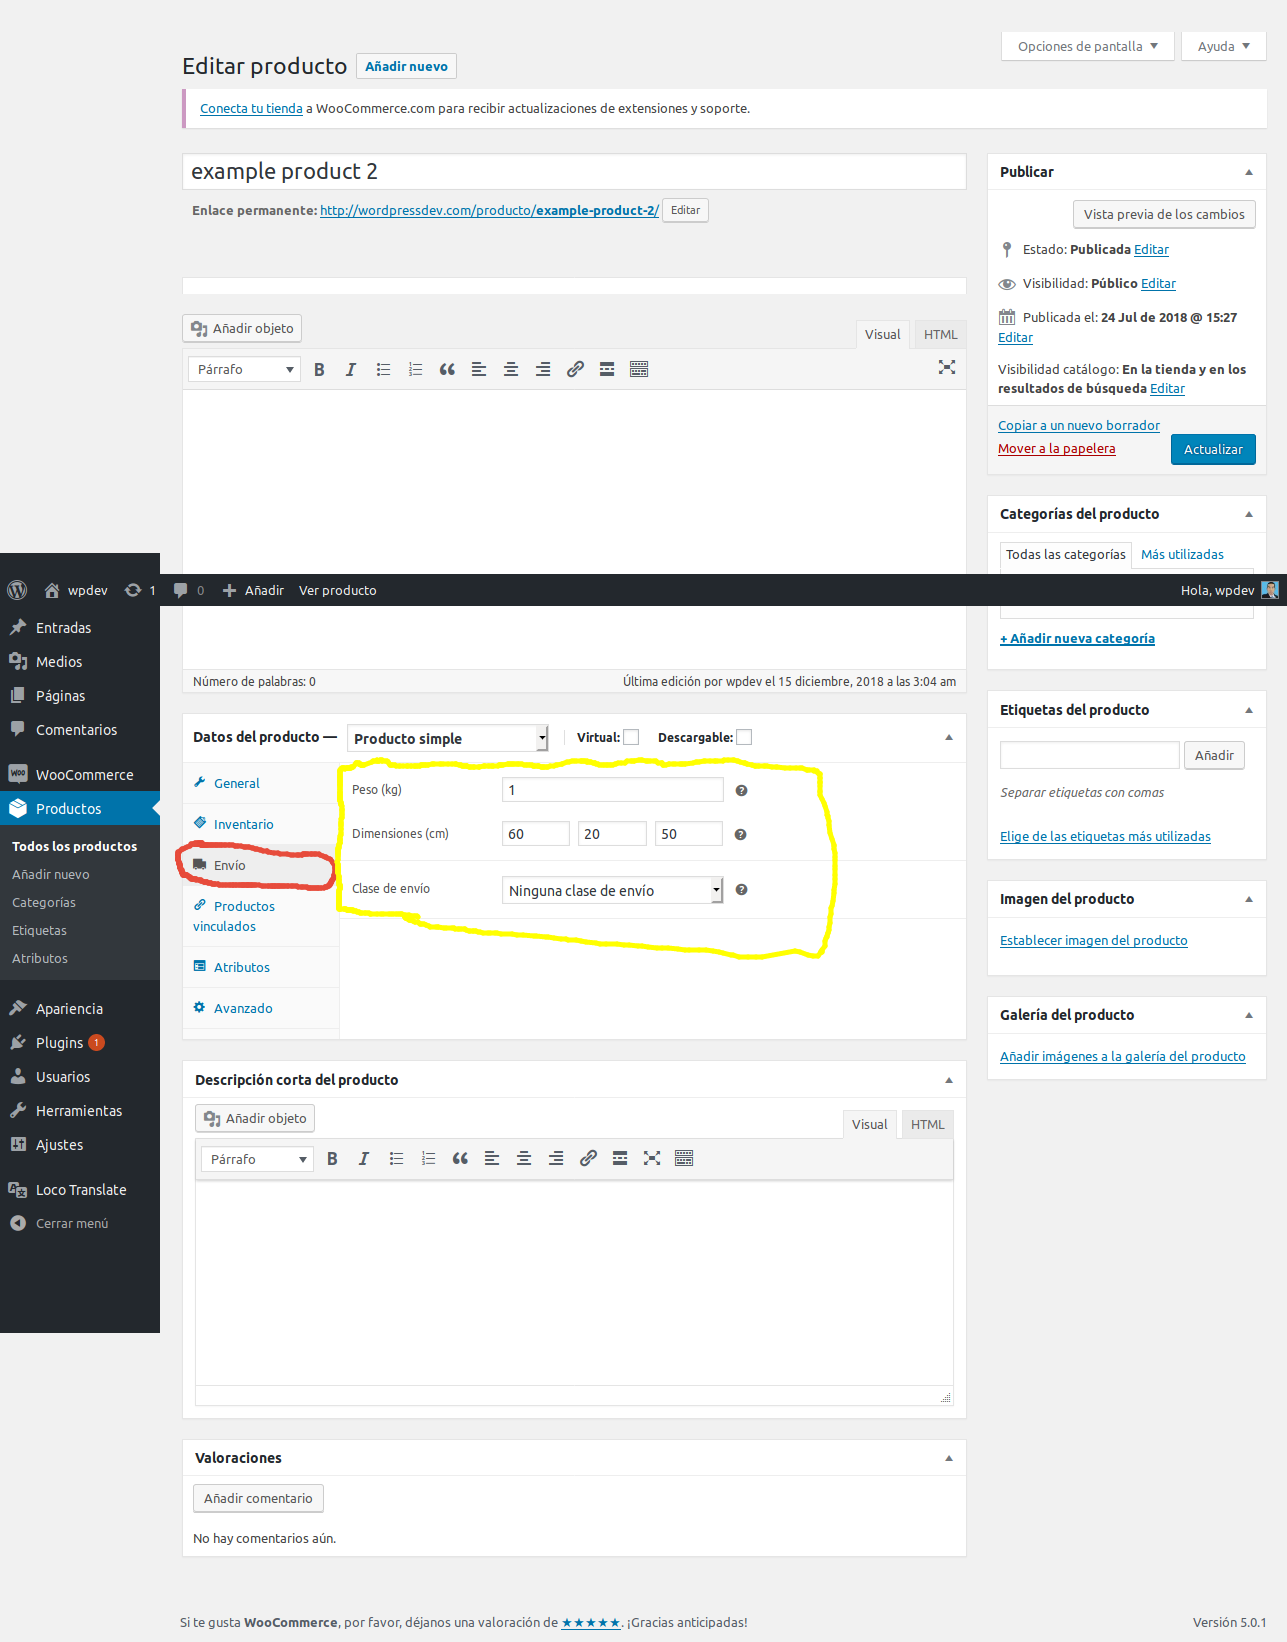 Opciones de pantalla
Ayuda
Editar producto
Añadir nuevo
Conecta tu tienda a WooCommerce.com para recibir actualizaciones de extensiones y soporte.
example product 2
Enlace permanente: http://wordpressdev.com/producto/example-product-2/ Editar
Añadir objeto
Visual
HTML
Párrafo
Número de palabras: 0
Última edición por wpdev el 15 diciembre, 2018 a las 3:04 am
Publicar
Vista previa de los cambios
Estado: Publicada Editar
Visibilidad: Público Editar
Publicada el: 24 Jul de 2018 @ 15:27
Editar
Visibilidad catálogo: En la tienda y en los
resultados de búsqueda Editar
Copiar a un nuevo borrador
Mover a la papelera
Actualizar
Categorías del producto
Todas las categorías
Más utilizadas
+ Añadir nueva categoría
wpdev
1
0
Añadir
Ver producto
Hola, wpdev
Entradas
Medios
Páginas
Comentarios
WooCommerce
Productos
Todos los productos
Añadir nuevo
Categorías
Etiquetas
Atributos
Apariencia
Plugins 1
Usuarios
Herramientas
Ajustes
Loco Translate
Cerrar menú
Datos del producto — Producto simple
Virtual:
Descargable:
General
Inventario
Envío
Productos
vinculados
Atributos
Avanzado
Peso (kg) 1
Dimensiones (cm) 60 20 50
Clase de envío Ninguna clase de envío
Etiquetas del producto
Añadir
Separar etiquetas con comas
Elige de las etiquetas más utilizadas
Imagen del producto
Establecer imagen del producto
Galería del producto
Añadir imágenes a la galería del producto
Descripción corta del producto
Añadir objeto
Visual
HTML
Párrafo
Valoraciones
Añadir comentario
No hay comentarios aún.
Si te gusta WooCommerce, por favor, déjanos una valoración de ★★★★★. ¡Gracias anticipadas!
Versión 5.0.1